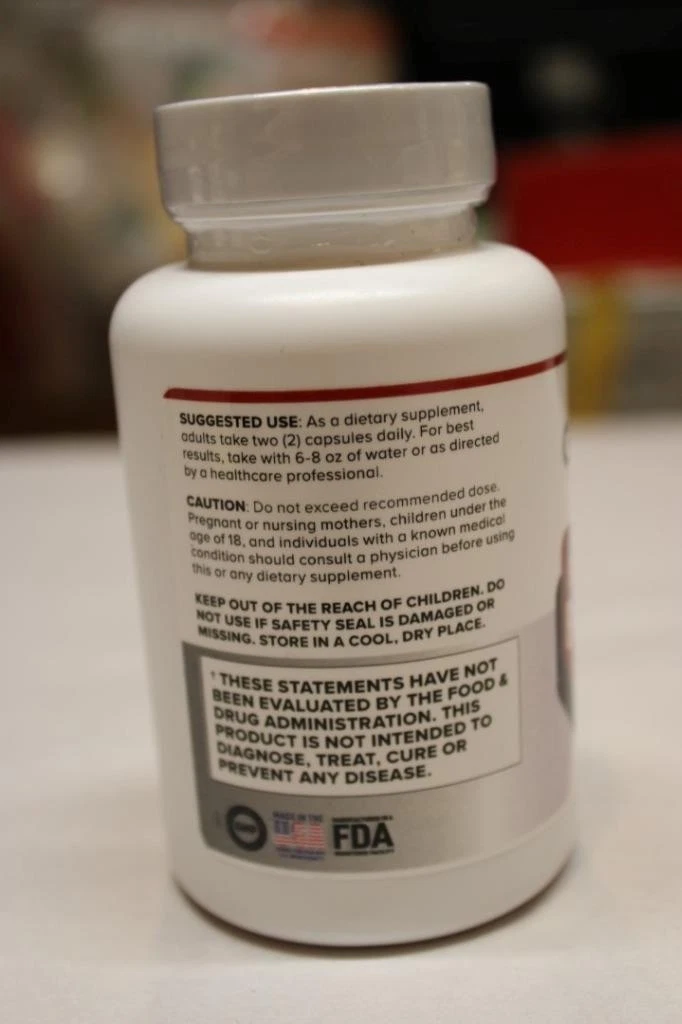 SUGGESTED USE: As a dietary supplement,
adults take two (2) capsules daily. For best
results, take with 6-8 oz of water or as directed
by a healthcare professional.
CAUTION: Do not exceed recommended dose.
Pregnant or nursing mothers, children under the
age of 18, and individuals with a known medical
condition should consult a physician before using
this or any dietary supplement.
KEEP OUT OF THE REACH OF CHILDREN. DO
NOT USE IF SAFETY SEAL IS DAMAGED OR
MISSING. STORE IN A COOL, DRY PLACE.
† THESE STATEMENTS HAVE NOT
BEEN EVALUATED BY THE FOOD &
DRUG ADMINISTRATION. THIS
PRODUCT IS NOT INTENDED TO
DIAGNOSE, TREAT, CURE OR
PREVENT ANY DISEASE.
MADE IN THE
MANUFACTURED IN A
FDA